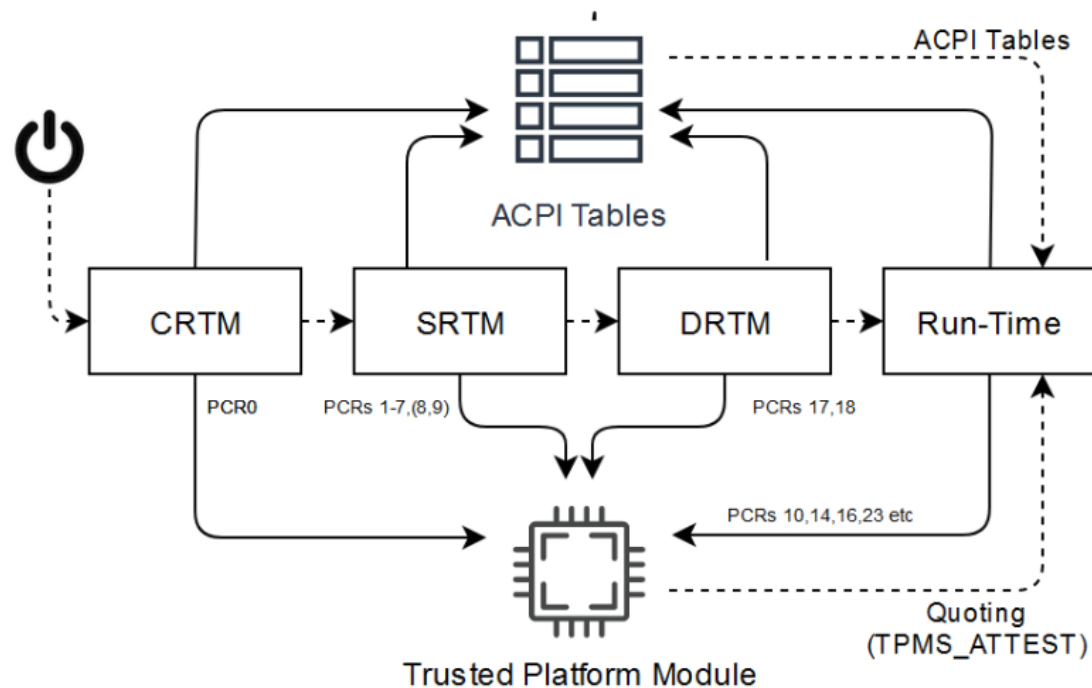 ACPI Tables
ACPI Tables
CRTM
SRTM
DRTM
Run-Time
PCR0
PCRs 1-7,(8,9)
PCRs 17,18
PCRs 10,14,16,23 etc
Quoting
(TPMS_ATTEST)
Trusted Platform Module